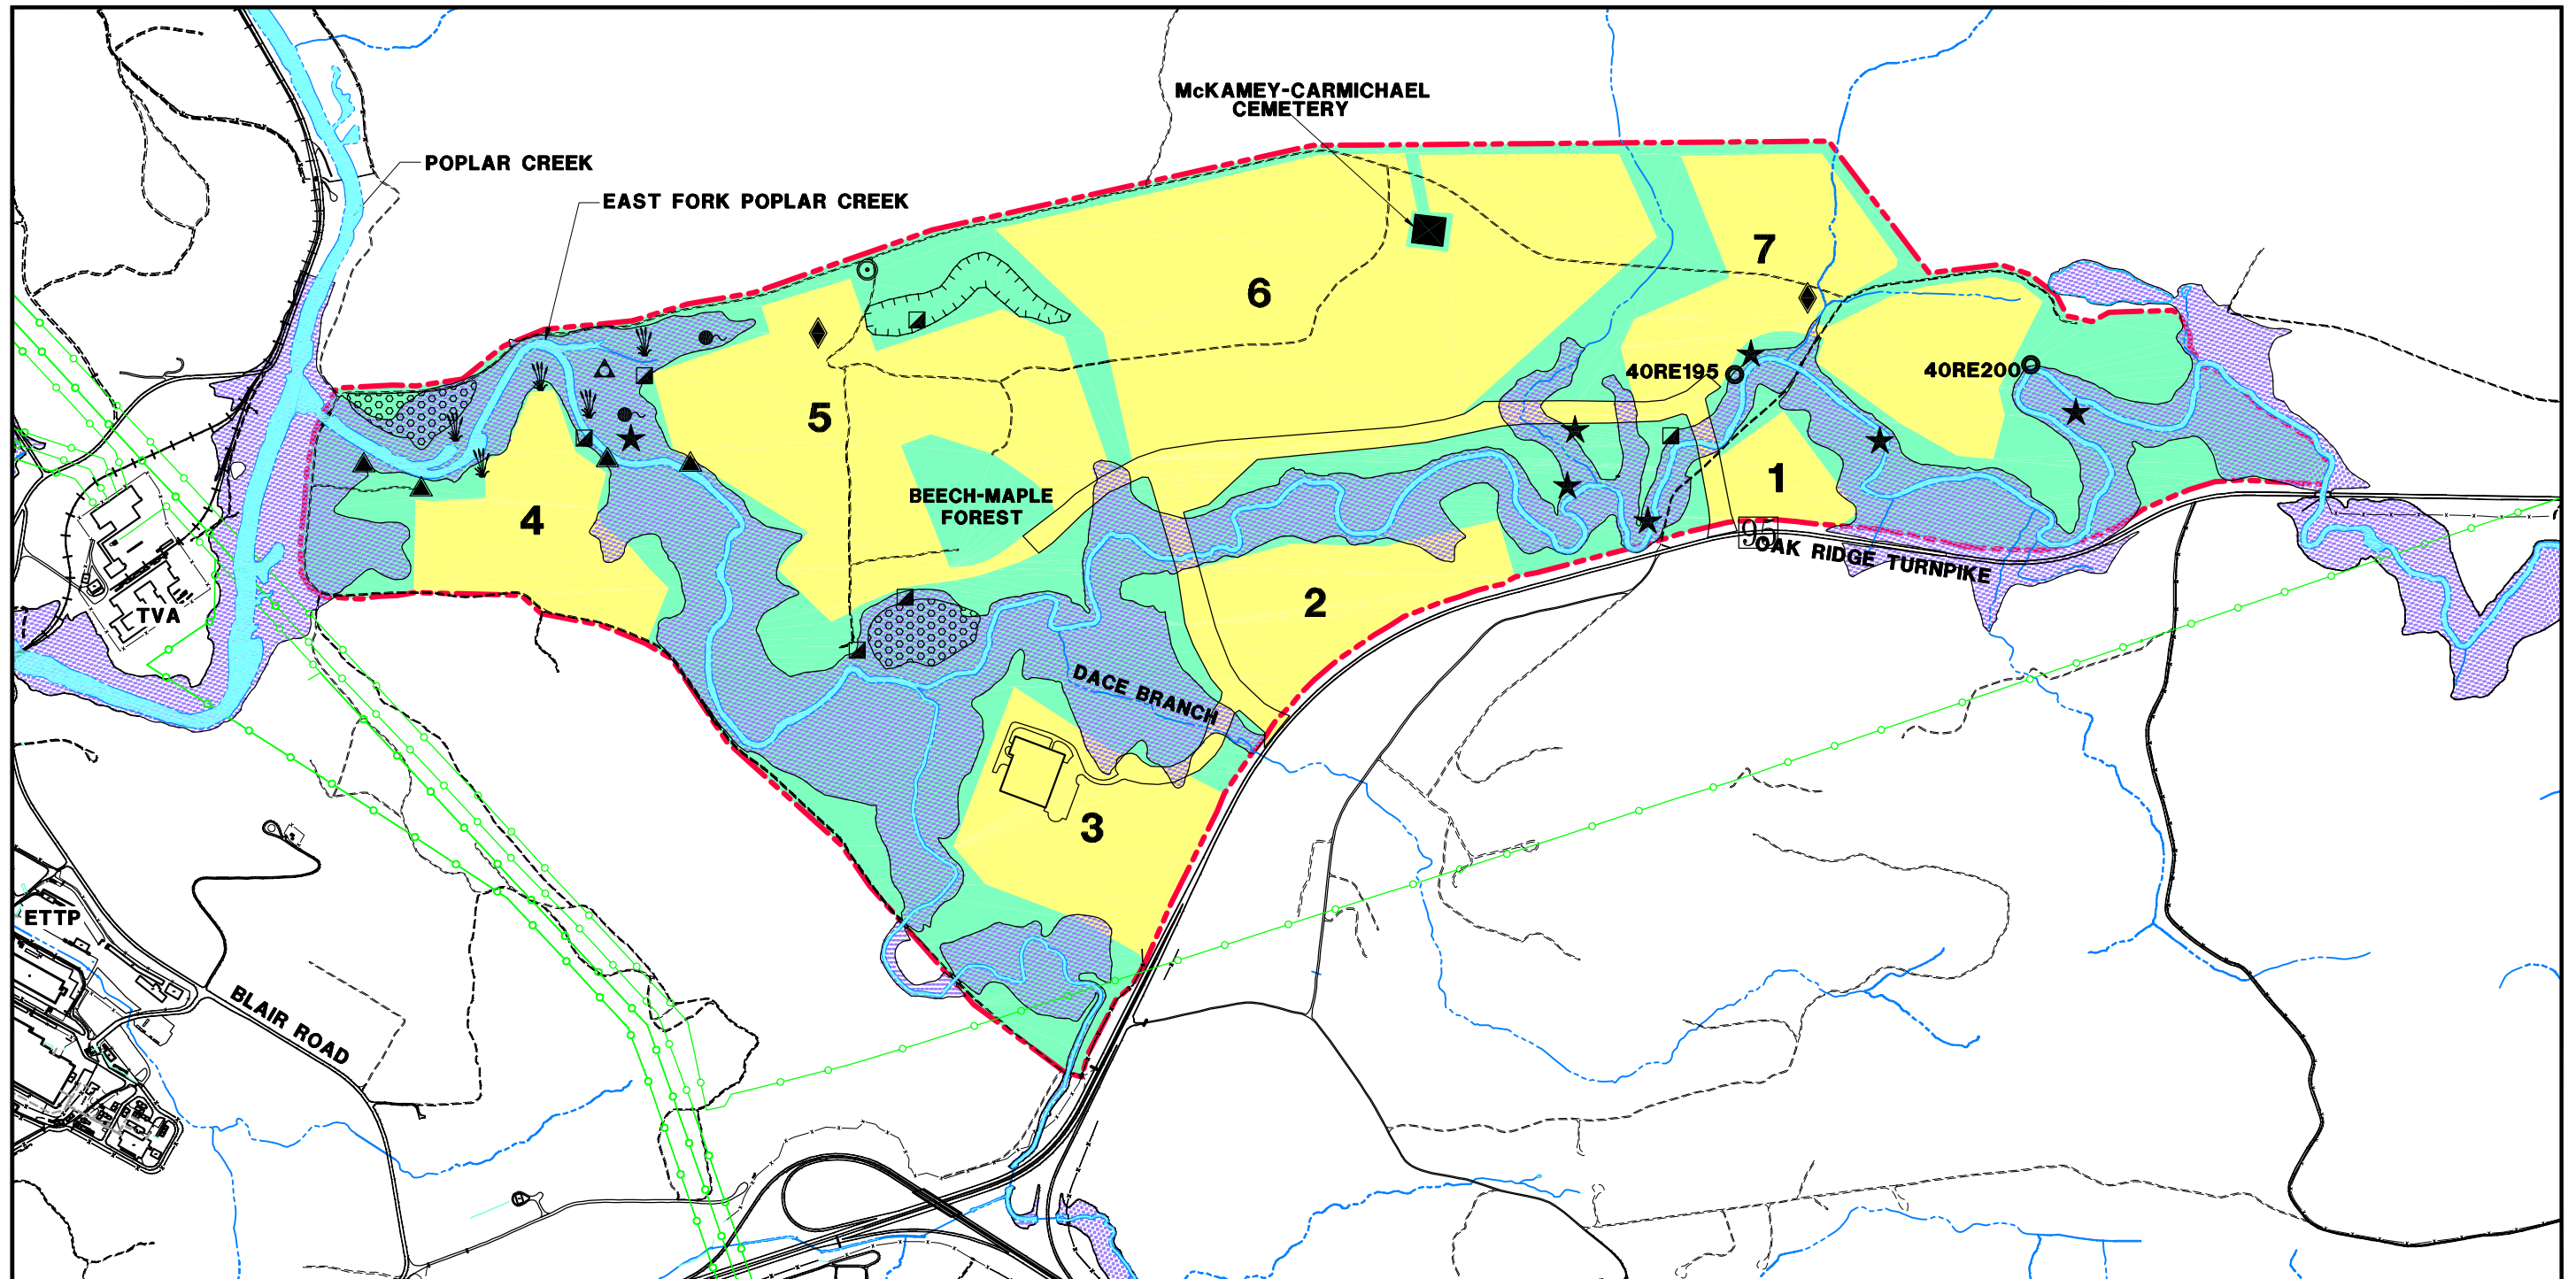 McKAMEY-CARMICHAEL
CEMETERY
POPLAR CREEK
EAST FORK POPLAR CREEK
7
6
40RE195
40RE200
5
1
BEECH-MAPLE
FOREST
4
95
OAK RIDGE TURNPIKE
2
TVA
DACE BRANCH
3
ETTP
BLAIR ROAD